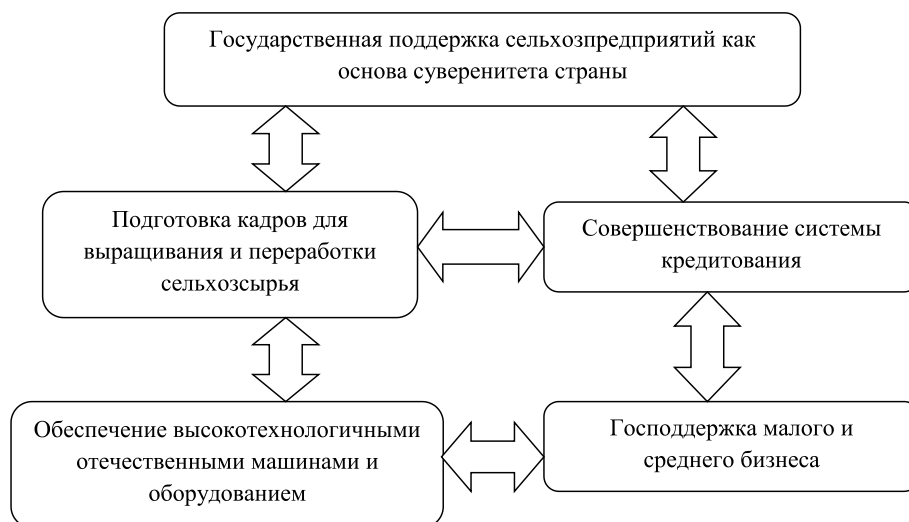 Государственная поддержка сельхозпредприятий как
основа суверенитета страны
Подготовка кадров для
выращивания и переработки
сельхозсырья
Совершенствование системы
кредитования
Обеспечение высокотехнологичными
отечественными машинами и
оборудованием
Господдержка малого и
среднего бизнеса